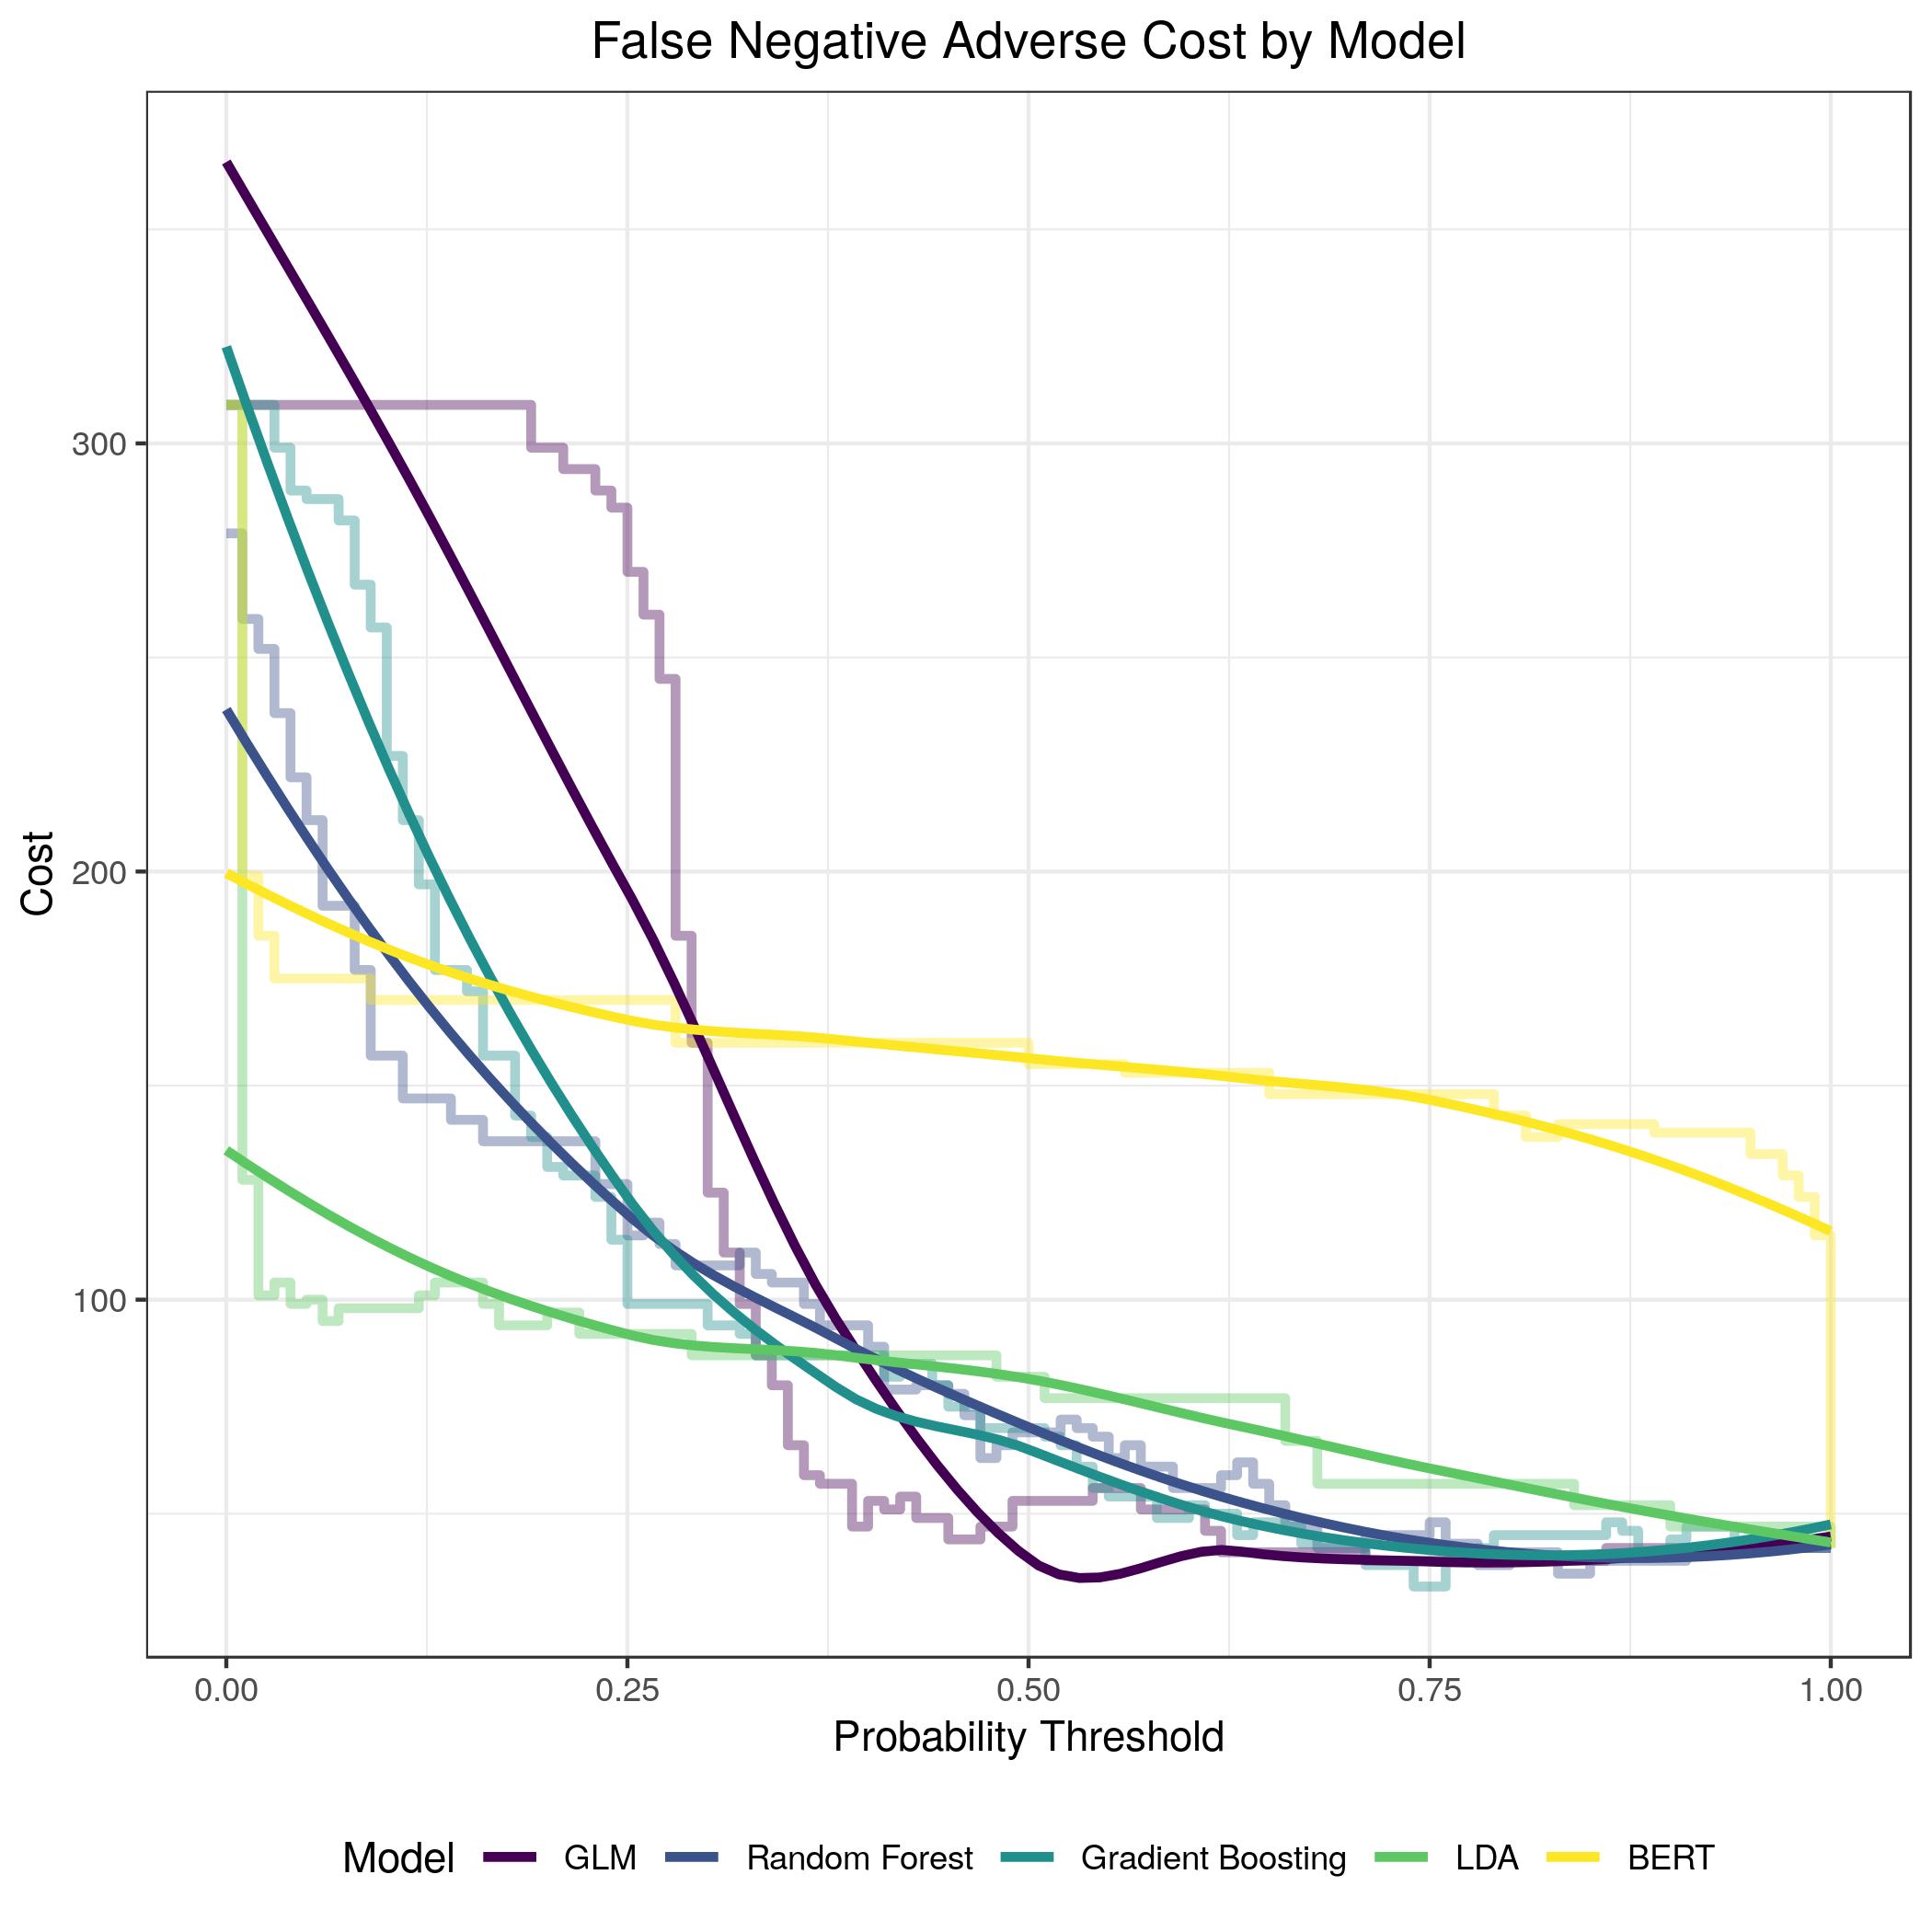 False Negative Adverse Cost by Model
Cost
300
200
100
0.00 0.25 0.50 0.75 1.00
Probability Threshold
Model GLM Random Forest Gradient Boosting LDA BERT